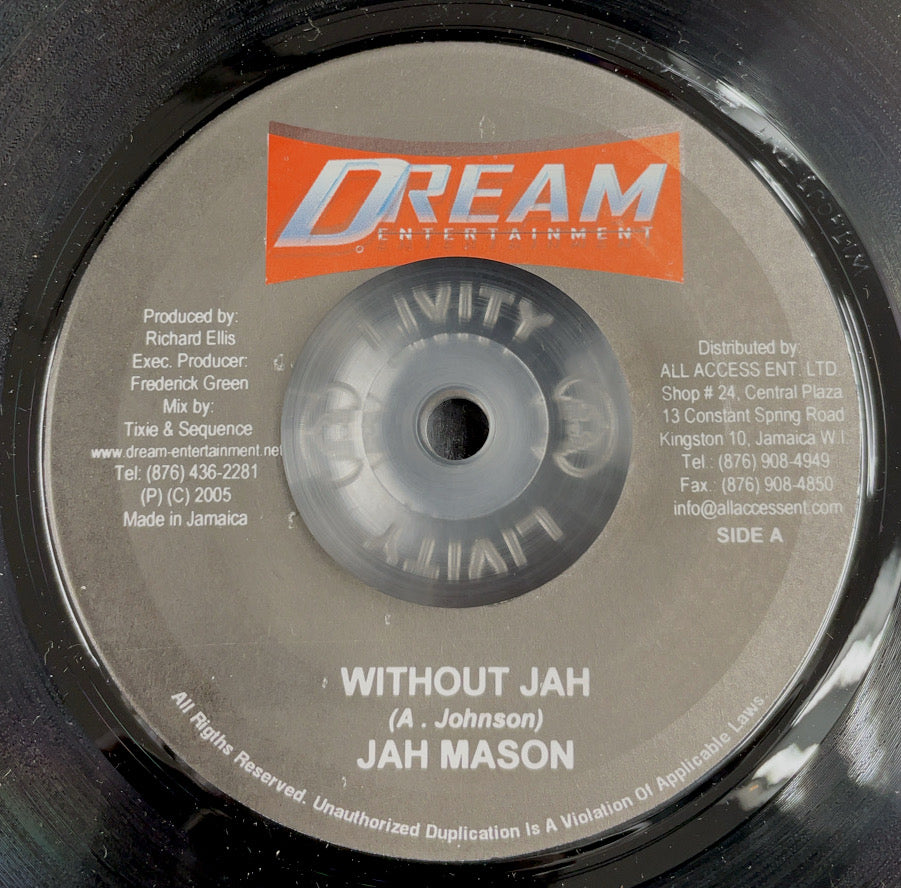 DREAM
ENTERTAINMENT
LIVITY
LIVITY
Produced by:
Richard Ellis
Exec. Producer:
Frederick Green
Mix by:
Tixie & Sequence
www.dream-entertainment.net
Tel: (876) 436-2281
(P) (C) 2005
Made in Jamaica
Distributed by:
ALL ACCESS ENT. LTD.
Shop # 24, Central Plaza
13 Constant Spring Road
Kingston 10, Jamaica W.I.
Tel.: (876) 908-4949
Fax.: (876) 908-4850
info@allaccessent.com
SIDE A
WITHOUT JAH
(A . Johnson)
JAH MASON
All Rigths Reserved. Unauthorized Duplication Is A Violation Of Applicable Laws